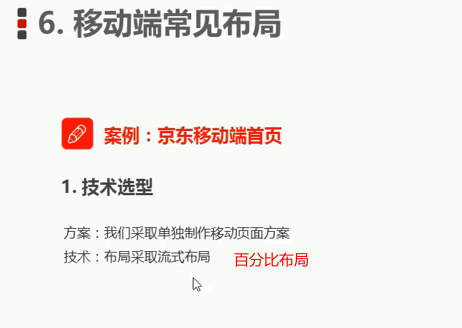 6. 移动端常见布局
案例：京东移动端首页
1. 技术选型
方案：我们采取单独制作移动页面方案
技术：布局采取流式布局 百分比布局